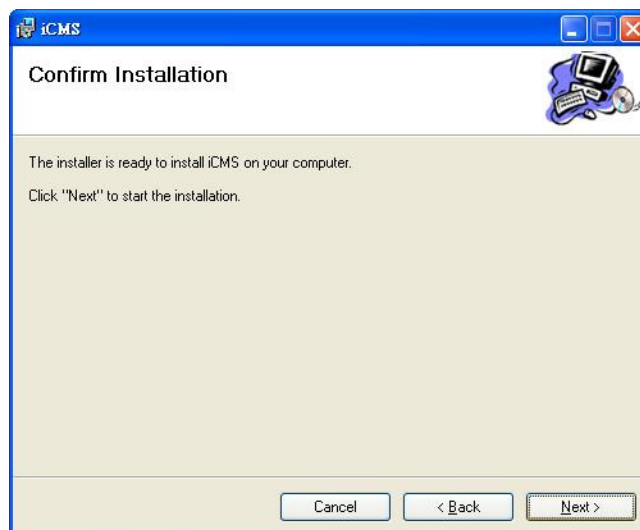 iCMS
Confirm Installation
The installer is ready to install iCMS on your computer.
Click "Next" to start the installation.
Cancel
< Back
Next >